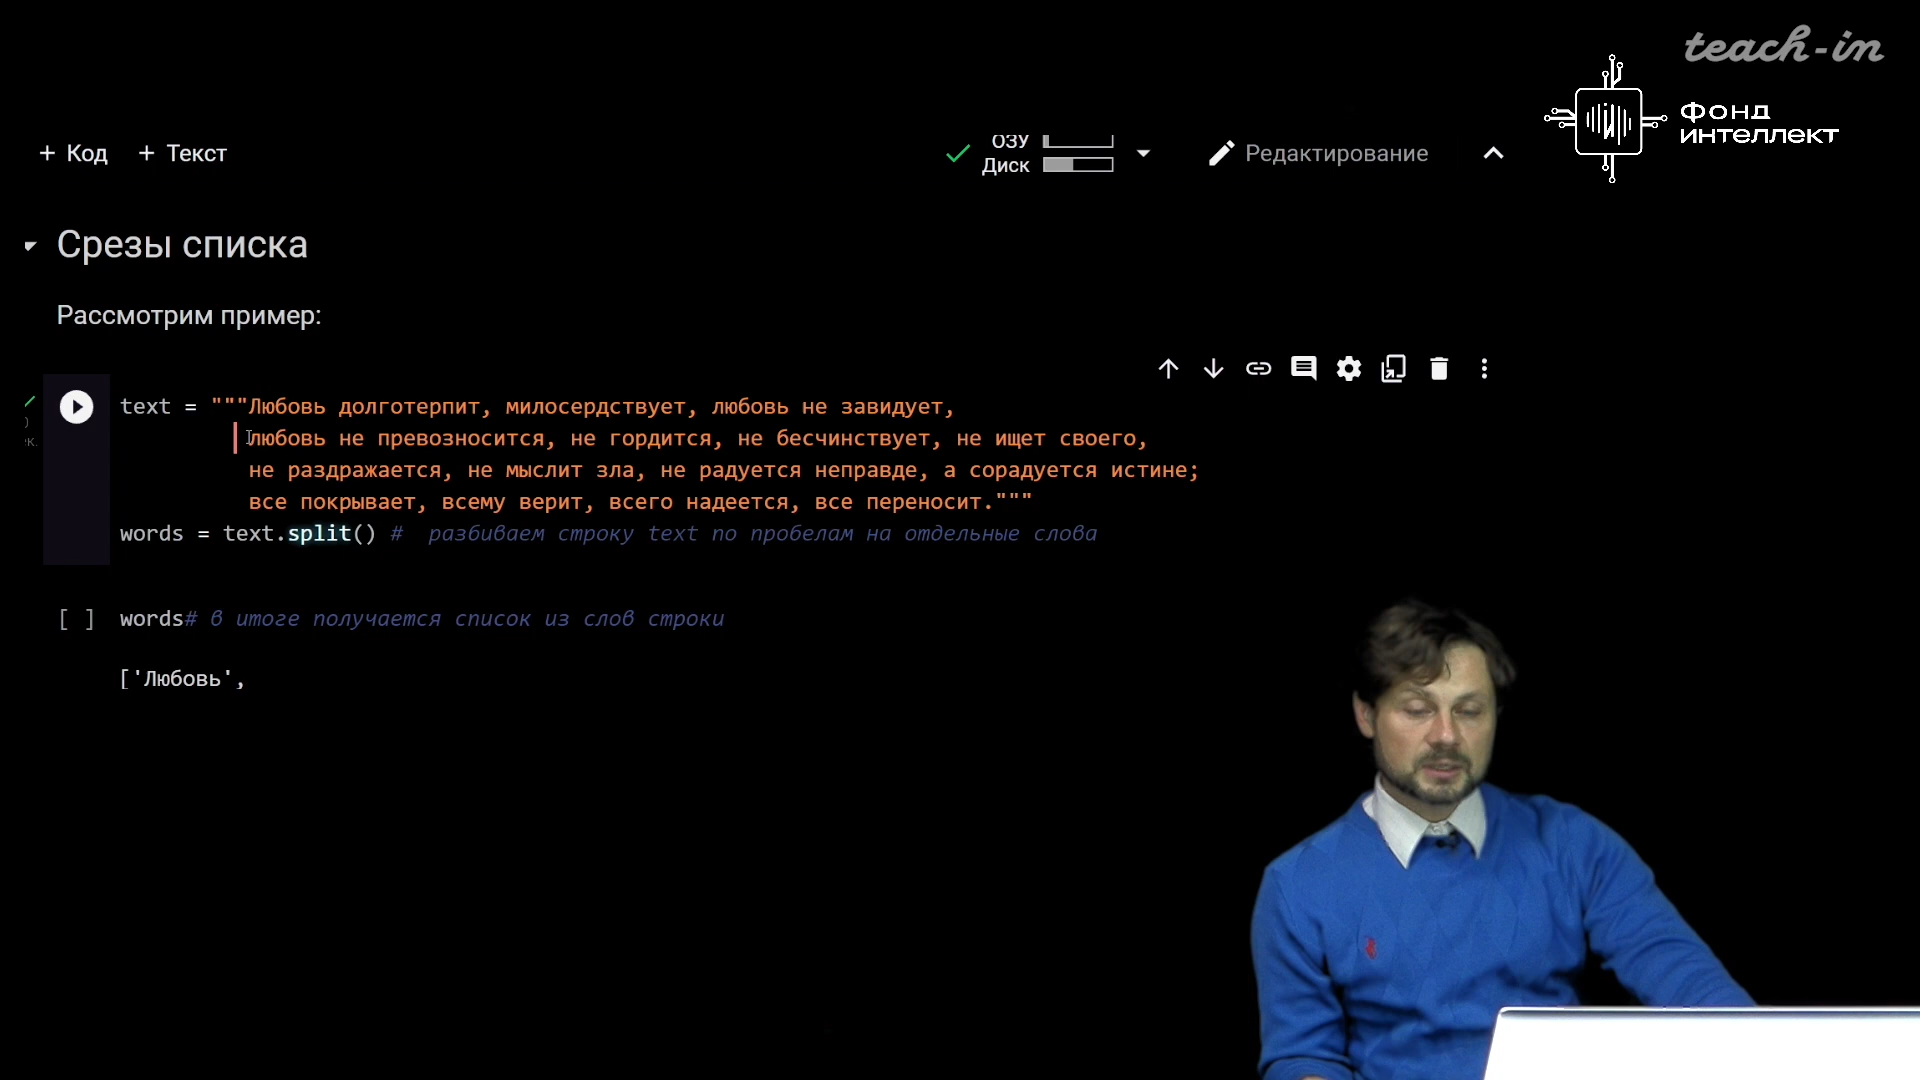 teach-in
Фонд
интеллект
+ Код + Текст
ОЗУ
Диск
Редактирование
Срезы списка
Рассмотрим пример:
text = """Любовь долготерпит, милосердствует, любовь не завидует,
любовь не превозносится, не гордится, не бесчинствует, не ищет своего,
не раздражается, не мыслит зла, не радуется неправде, а сорадуется истине;
все покрывает, всему верит, всего надеется, все переносит."""
words = text.split() # разбиваем строку text по пробелам на отдельные слова
[ ] words# в итоге получается список из слов строки
['Любовь',